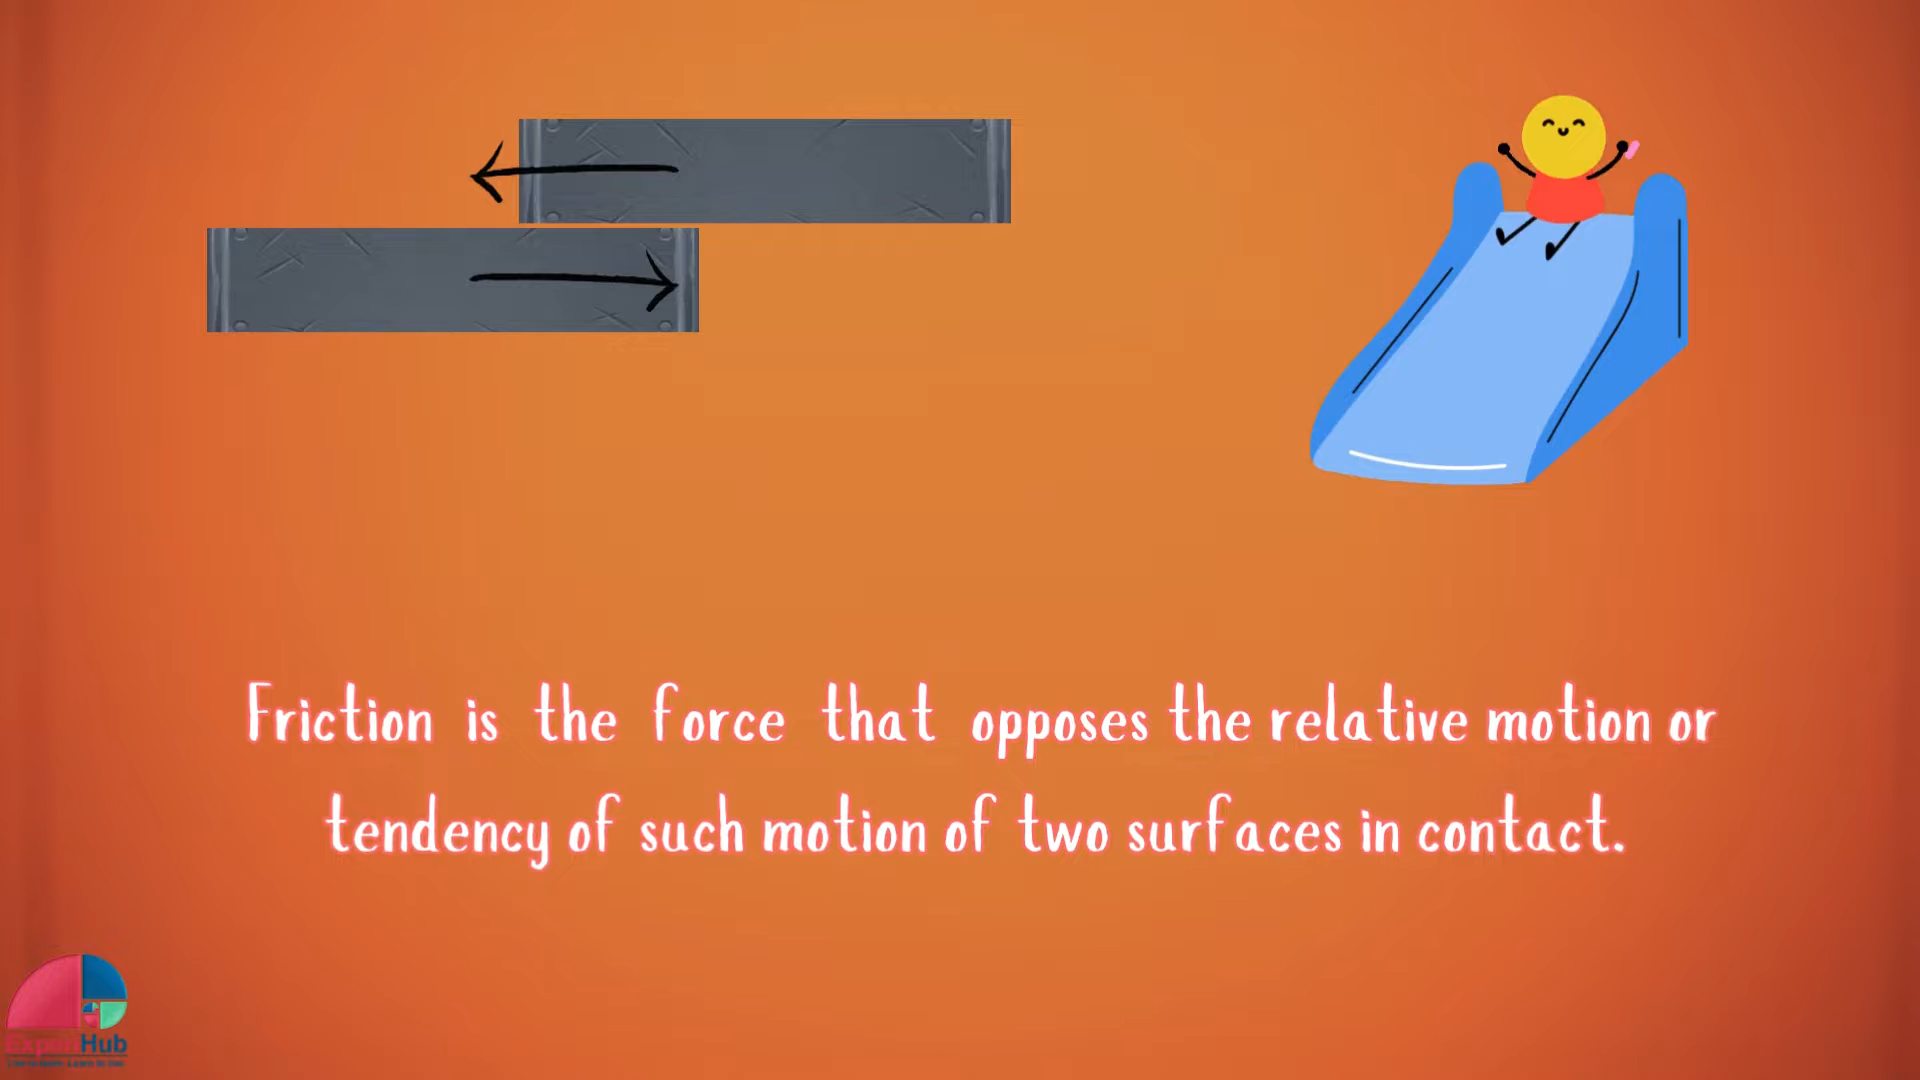 Friction is the force that opposes the relative motion or
tendency of such motion of two surfaces in contact.
ExperiHub